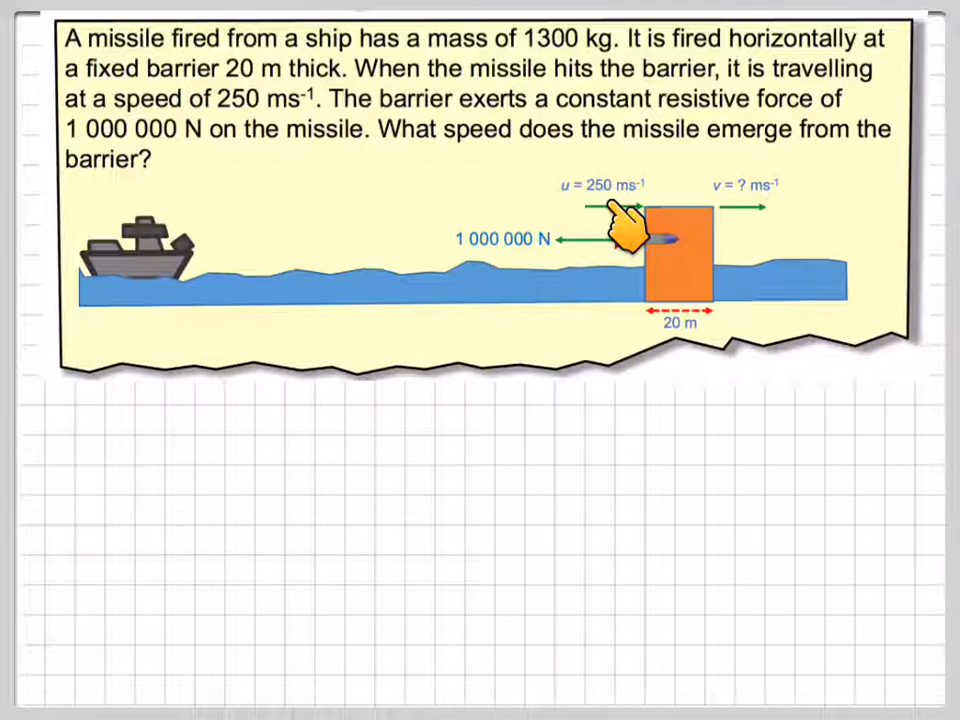 A missile fired from a ship has a mass of 1300 kg. It is fired horizontally at
a fixed barrier 20 m thick. When the missile hits the barrier, it is travelling
at a speed of 250 ms⁻¹. The barrier exerts a constant resistive force of
1 000 000 N on the missile. What speed does the missile emerge from the
barrier?
u = 250 ms⁻¹
v = ? ms⁻¹
1 000 000 N
20 m